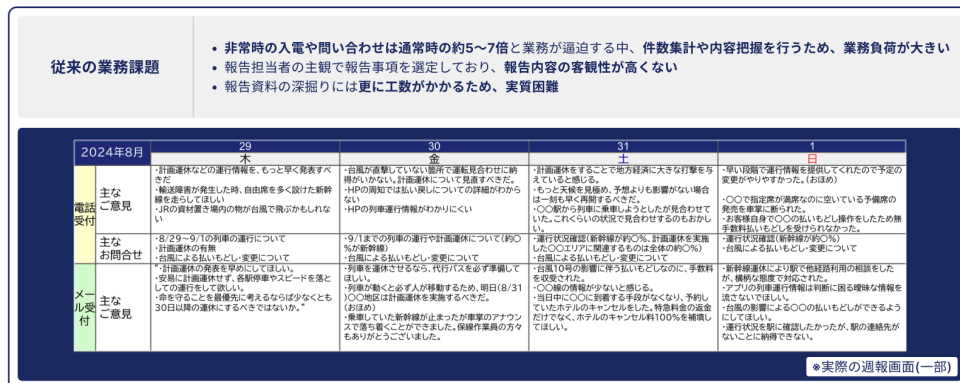 従来の業務課題
• 非常時の入電や問い合わせは通常時の約5～7倍と業務が逼迫する中、件数集計や内容把握を行うため、業務負荷が大きい
• 報告担当者の主観で報告事項を選定しており、報告内容の客観性が高くない
• 報告資料の深掘りには更に工数がかかるため、実質困難
2024年8月
29
30
31
1
木
金
土
日
電話
受付
主な
ご意見
・計画運休などの運行情報を、もっと早く発表すべ
きだ
・輸送障害が発生した時、自由席を多く設けた新幹
線を走らしてほしい
・JRの資材置き場内の物が台風で飛ぶかもしれな
い
・台風が直撃していない箇所で運転見合わせに納
得がいかない。計画運休について見直すべきだ。
・HPの周知では払い戻しについての詳細がわから
ない
・HPの列車運行情報がわかりにくい
・計画運休をすることで地方経済に大きな打撃を与
えていると感じる。
・もっと天候を見極め、予想よりも影響がない場合
は一刻も早く再開するべきだ。
・〇〇駅から列車に乗車しようとしたが見合わせて
いた。これくらいの状況で見合わせするのもおかし
い。
・早い段階で運行情報を提供してくれたので予定の
変更がやりやすかった。(おほめ)
・〇〇で指定席が満席なのに空いている予備席の
発売を車掌に断られた。
・お客様自身で〇〇の払いもどし操作をしたため無
手数料払いもどしを受けられなかった。
主な
お問合せ
・8/29～9/1の列車の運行について
・計画運休の有無
・台風による払いもどし・変更について
・9/1までの列車の運行や計画運休について(約〇
%が新幹線)
・台風による払いもどし・変更について
・運行状況確認(新幹線が約〇%、計画運休を実施
した〇〇エリアに関連するものは全体の約〇%)
・台風による払いもどし・変更について
・運行状況確認(新幹線が約〇%)
・台風による払いもどし・変更について
メー
ル受
付
主な
ご意見
"・計画運休の発表を早めにしてほしい。
・安易に計画運休せず、各駅停車やスピードを落とし
ての運行をして欲しい。
・命を守ることを最優先に考えるならば少なくとも
30日以降の運休にするべきではないか。"
・列車を運休させるなら、代行バスを必ず準備して
ほしい。
・列車が動くと必ず人が移動するため、明日(8/31
)〇〇地区は計画運休を実施するべきだ。
(おほめ)
・乗車していた新幹線が止まったが車掌のアナウン
スで落ち着くことができました。保線作業員の方々
もありがとうございました。
・台風10号の影響に伴う払いもどしなのに、手数料
を収受された。
・〇〇線の情報が少ないと感じる。
・当日中に〇〇に到着する手段がなくなり、予約し
ていたホテルのキャンセルをした。特急料金の返金
だけでなく、ホテルのキャンセル料100%を補填し
てほしい。
・新幹線運休により駅で他経路利用の相談をした
が、横柄な態度で対応された。
・アプリの列車運行情報は判断に困る曖昧な情報を
流さないでほしい。
・台風の影響による〇〇の払いもどしができるよう
にしてほしい。
・運行状況を駅に確認したかったが、駅の連絡先が
ないことに納得できない。
※実際の週報画面(一部)